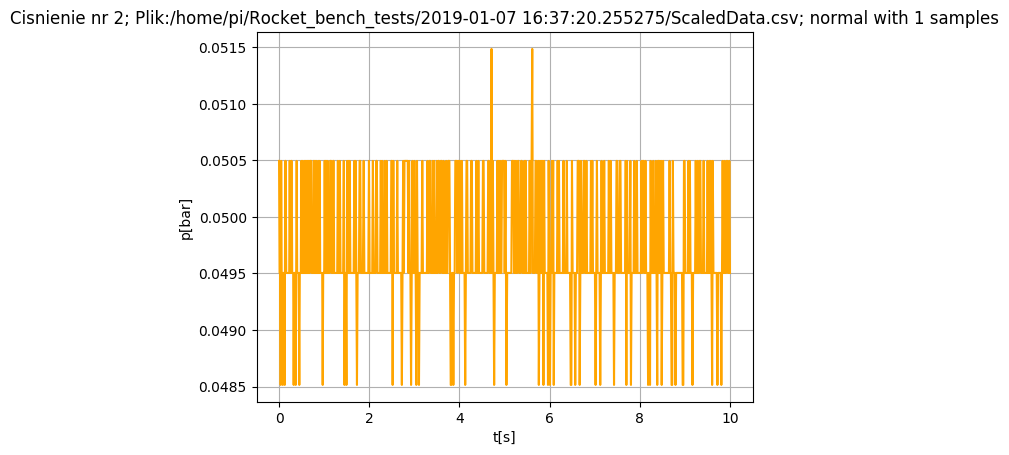 Cisnienie nr 2; Plik:/home/pi/Rocket_bench_tests/2019-01-07 16:37:20.255275/ScaledData.csv; normal with 1 samples
0.0515
0.0510
0.0505
0.0500
0.0495
0.0490
0.0485
p[bar]
0 2 4 6 8 10
t[s]